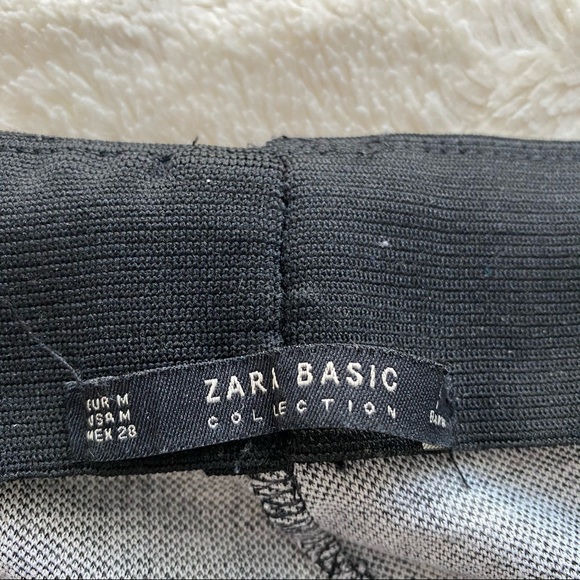 EUR M
USA M
MEX 28
ZARA BASIC
COLLECTION